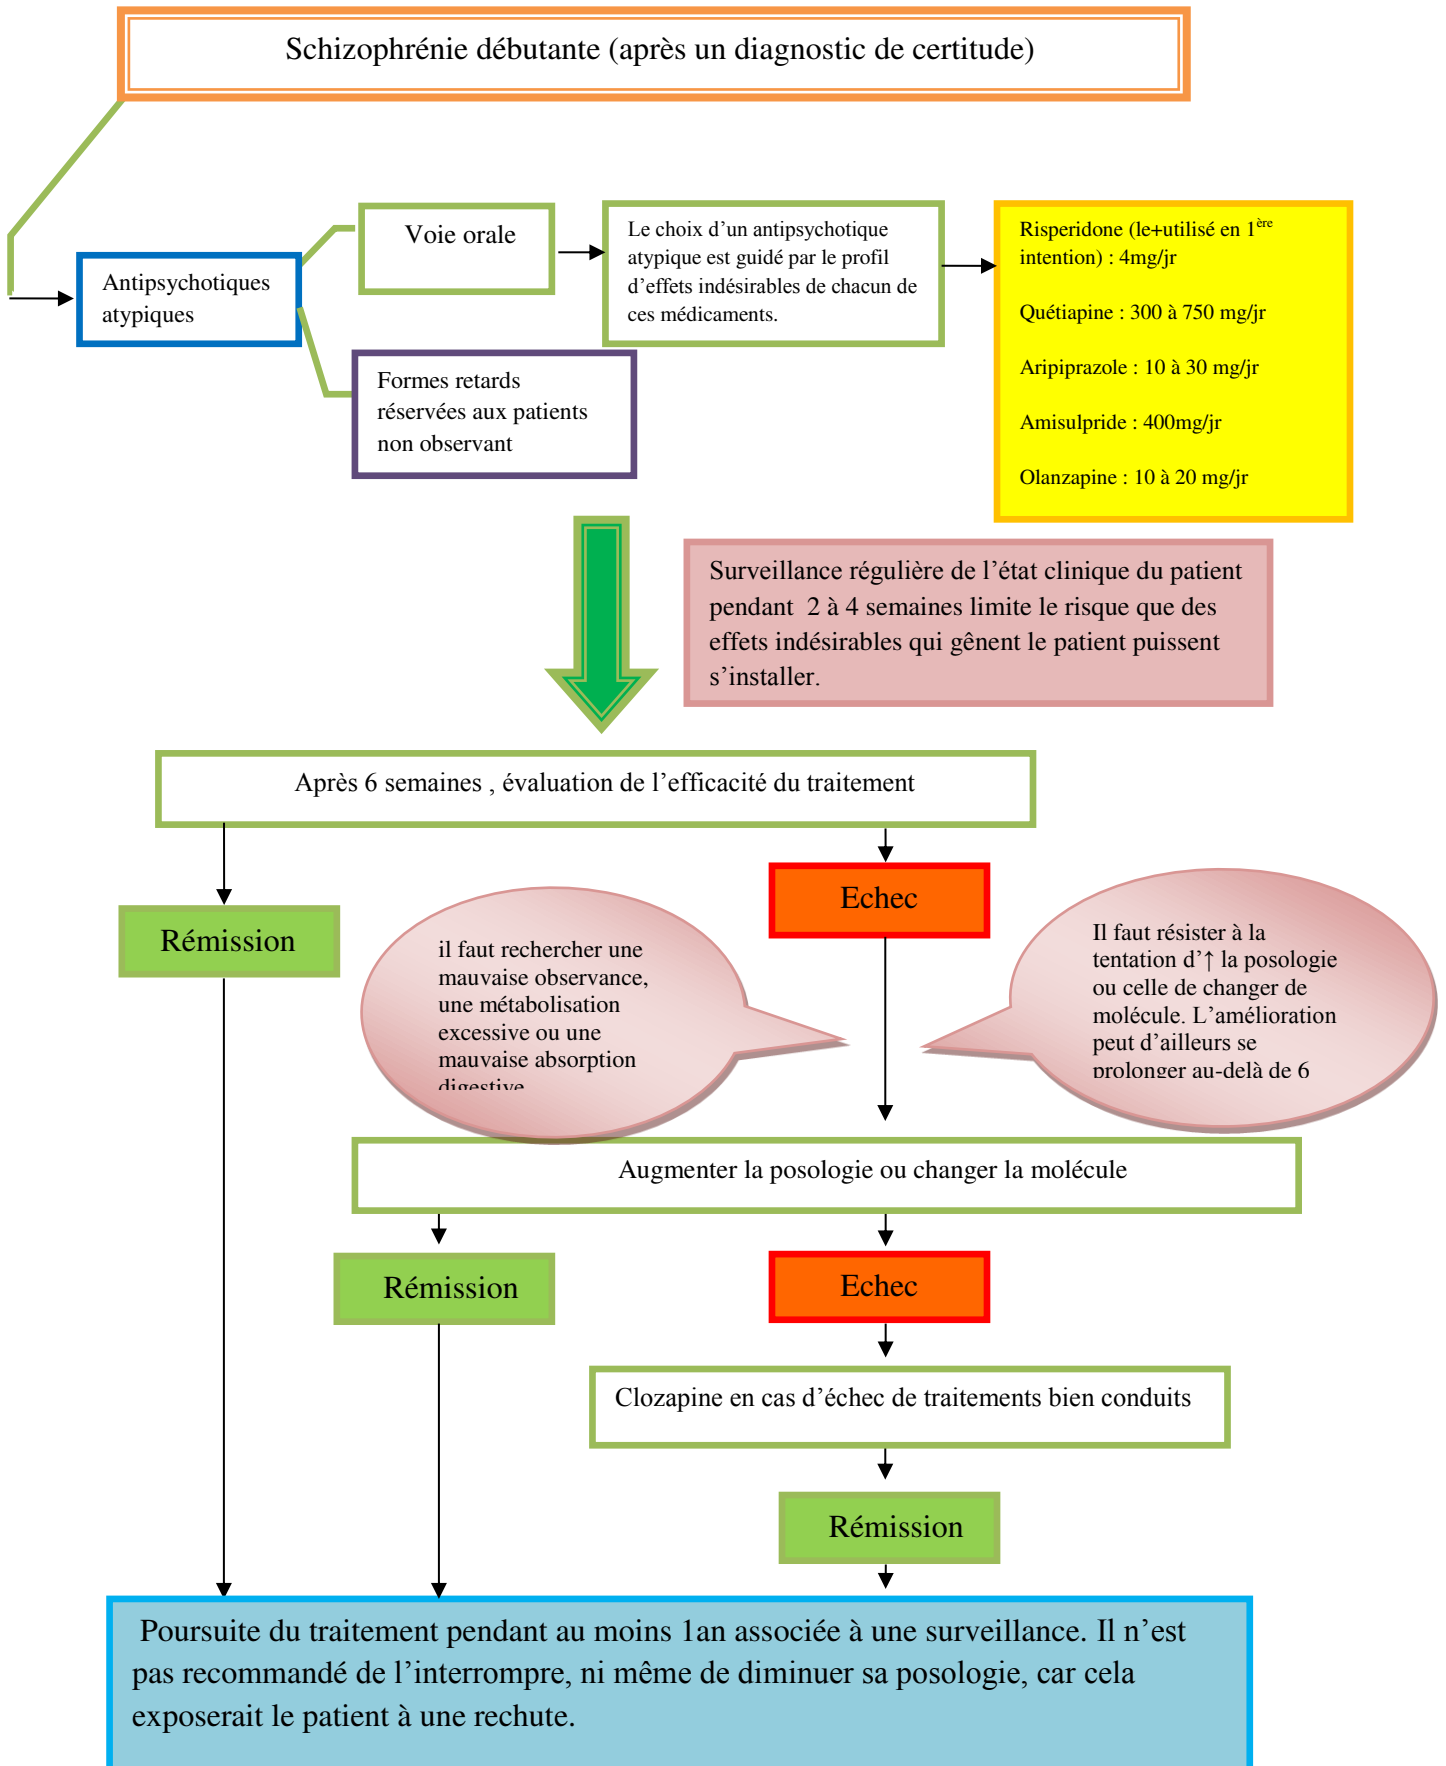 Schizophrénie débutante (après un diagnostic de certitude)
Antipsychotiques
atypiques
Voie orale
Le choix d’un antipsychotique
atypique est guidé par le profil
d’effets indésirables de chacun de
ces médicaments.
Risperidone (le+utilisé en 1ère
intention) : 4mg/jr
Quétiapine : 300 à 750 mg/jr
Aripiprazole : 10 à 30 mg/jr
Amisulpride : 400mg/jr
Olanzapine : 10 à 20 mg/jr
Formes retards
réservées aux patients
non observant
Surveillance régulière de l’état clinique du patient
pendant  2 à 4 semaines limite le risque que des
effets indésirables qui gênent le patient puissent
s’installer.
Après 6 semaines , évaluation de l’efficacité du traitement
Rémission
Echec
il faut rechercher une
mauvaise observance,
une métabolisation
excessive ou une
mauvaise absorption
digestive
Il faut résister à la
tentation d’↑ la posologie
ou celle de changer de
molécule. L’amélioration
peut d’ailleurs se
prolonger au-delà de 6
Augmenter la posologie ou changer la molécule
Rémission
Echec
Clozapine en cas d’échec de traitements bien conduits
Rémission
Poursuite du traitement pendant au moins 1an associée à une surveillance. Il n’est
pas recommandé de l’interrompre, ni même de diminuer sa posologie, car cela
exposerait le patient à une rechute.